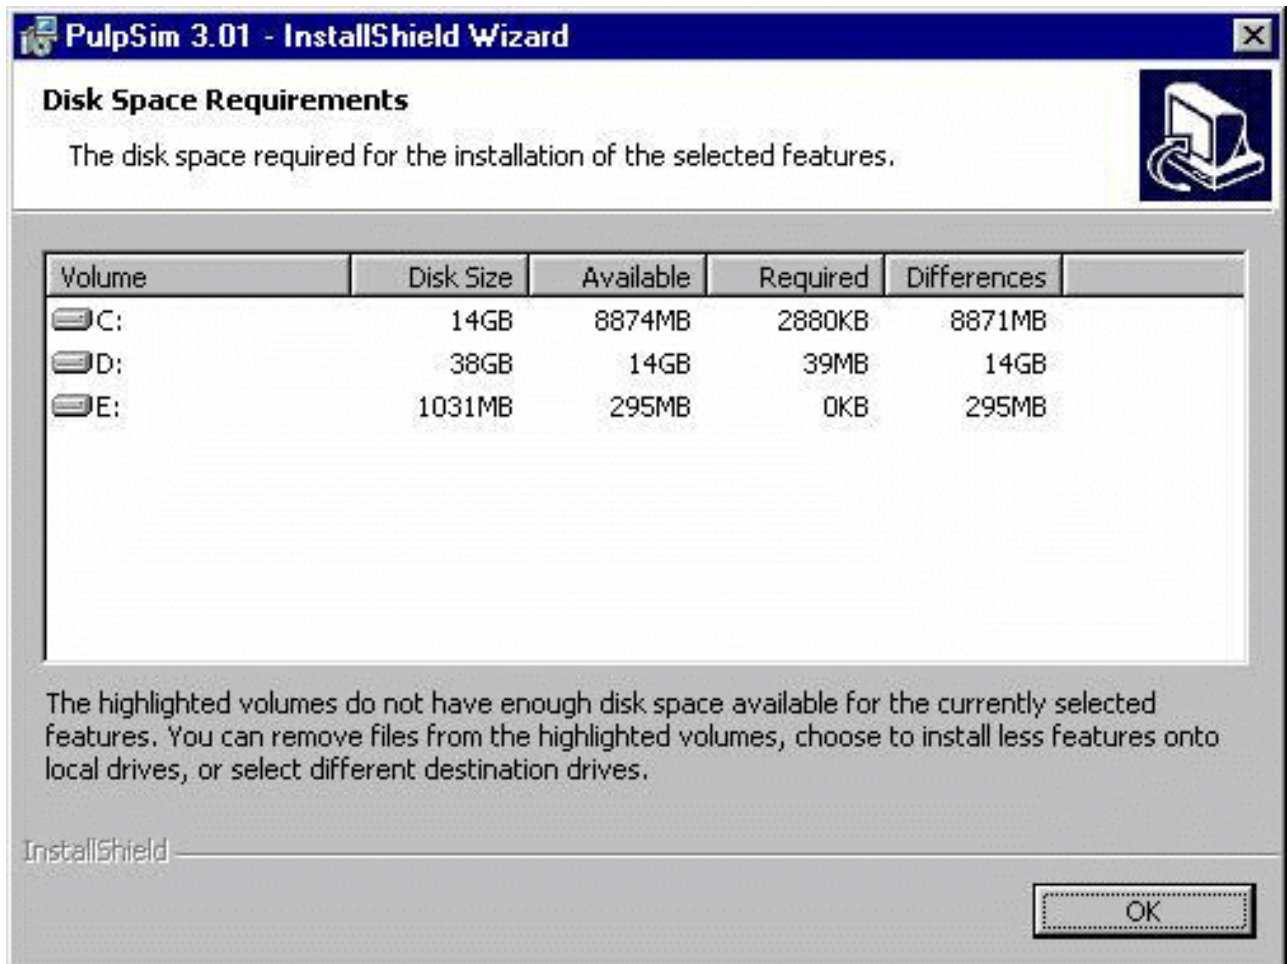 PulpSim 3.01 - InstallShield Wizard
Disk Space Requirements
The disk space required for the installation of the selected features.
Volume Disk Size Available Required Differences
C: 14GB 8874MB 2880KB 8871MB
D: 38GB 14GB 39MB 14GB
E: 1031MB 295MB 0KB 295MB
The highlighted volumes do not have enough disk space available for the currently selected
features. You can remove files from the highlighted volumes, choose to install less features onto
local drives, or select different destination drives.
InstallShield
OK